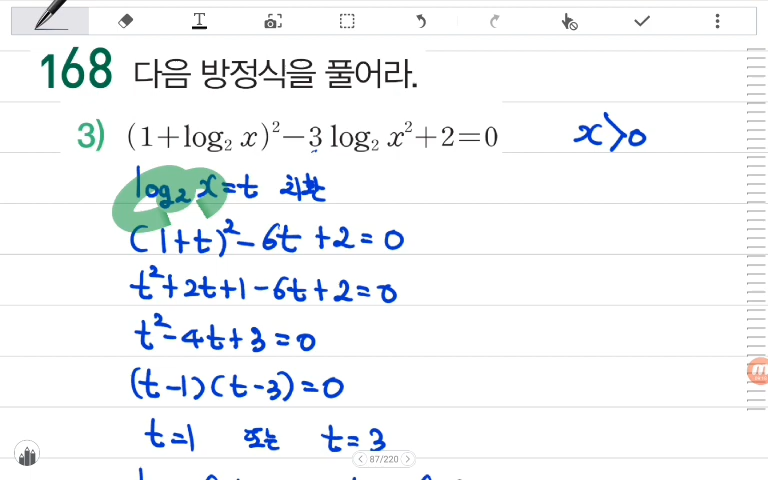 168 다음 방정식을 풀어라.
3) (1+log₂ x)²−3 log₂ x²+2=0 x>0
log₂ x=t 치환
(1+t)²−6t+2=0
t²+2t+1−6t+2=0
t²−4t+3=0
(t−1)(t−3)=0
t=1 또는 t=3
87/220